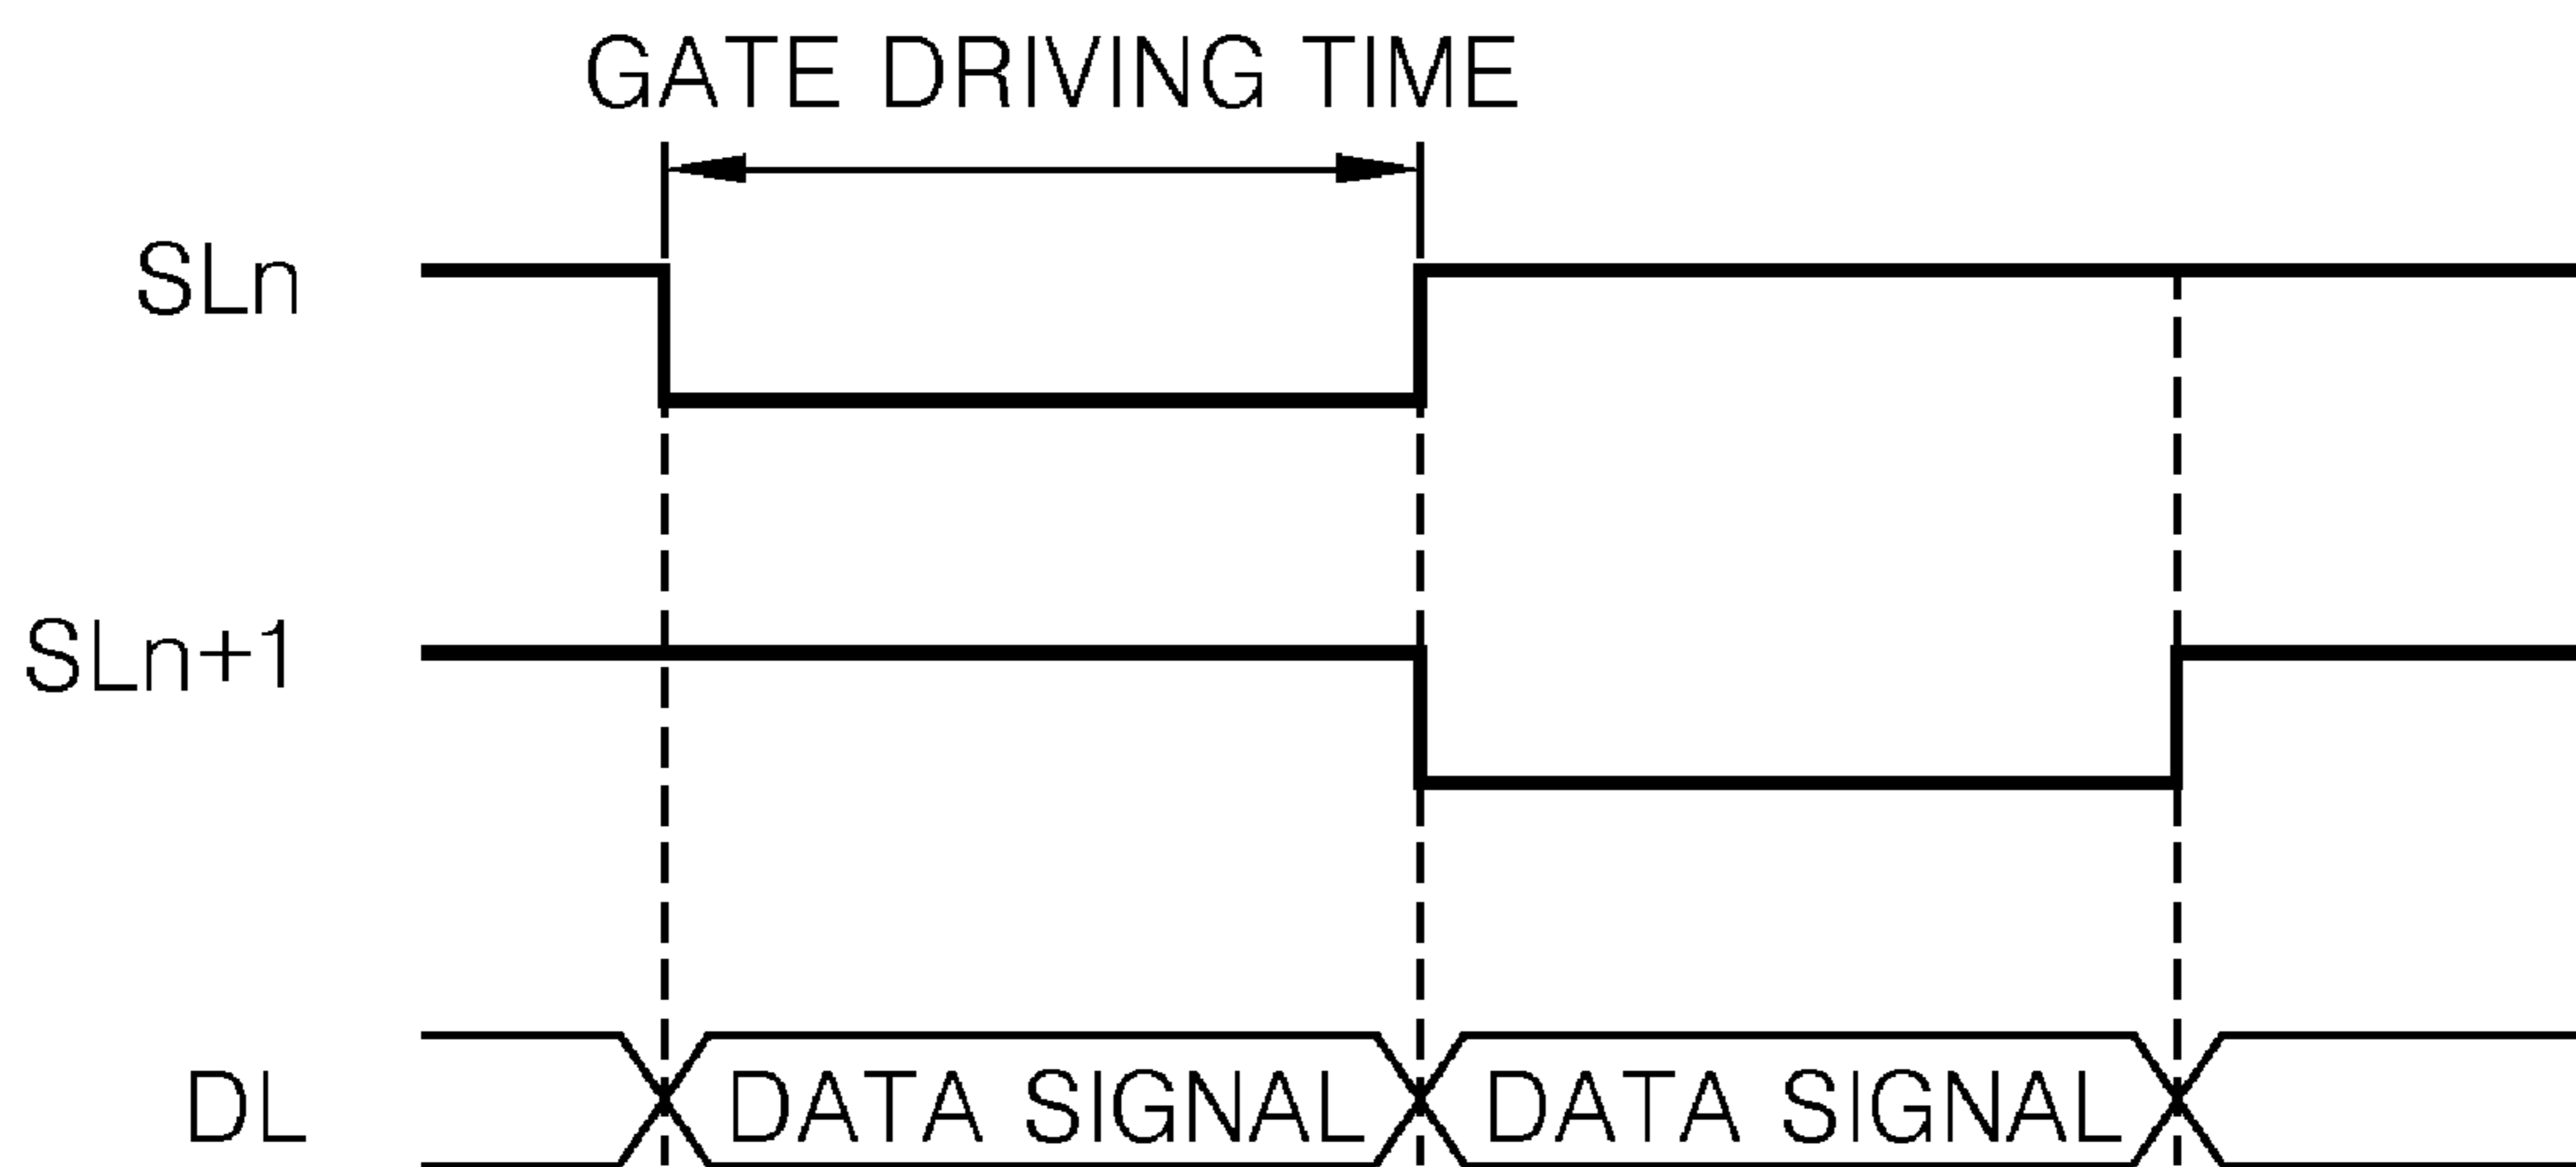 GATE DRIVING TIME
SLn
SLn+1
DL DATA SIGNAL DATA SIGNAL